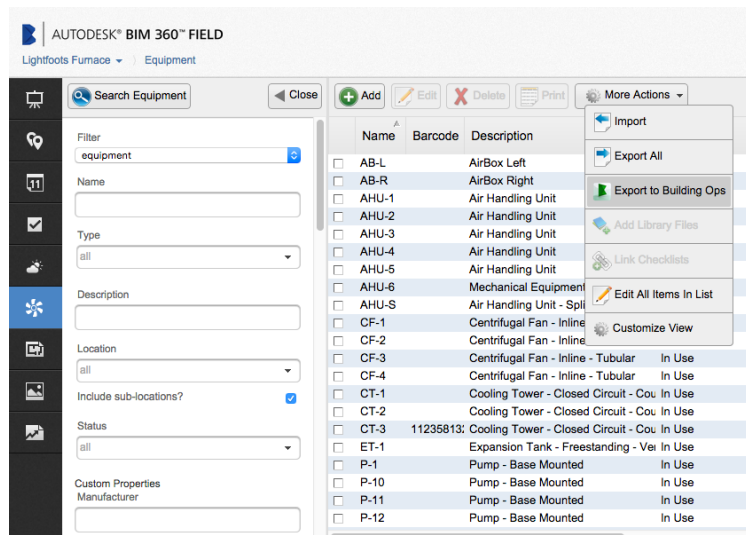 AUTODESK® BIM 360™ FIELD
Lightfoots Furnace Equipment
Search Equipment
Close
Filter
equipment
Name
Type
all
Description
Location
all
Include sub-locations?
Status
all
Custom Properties
Manufacturer
11
Add Edit Delete Print More Actions
Import
Export All
Export to Building Ops
Add Library Files
Link Checklists
Edit All Items In List
Customize View
Name Barcode Description
AB-L AirBox Left
AB-R AirBox Right
AHU-1 Air Handling Unit
AHU-2 Air Handling Unit
AHU-3 Air Handling Unit
AHU-4 Air Handling Unit
AHU-5 Air Handling Unit
AHU-6 Mechanical Equipment
AHU-S Air Handling Unit - Spli
CF-1 Centrifugal Fan - Inline
CF-2 Centrifugal Fan - Inline
CF-3 Centrifugal Fan - Inline - Tubular In Use
CF-4 Centrifugal Fan - Inline - Tubular In Use
CT-1 Cooling Tower - Closed Circuit - Cou In Use
CT-2 Cooling Tower - Closed Circuit - Cou In Use
CT-3 11235813 Cooling Tower - Closed Circuit - Cou In Use
ET-1 Expansion Tank - Freestanding - Ver In Use
P-1 Pump - Base Mounted In Use
P-10 Pump - Base Mounted In Use
P-11 Pump - Base Mounted In Use
P-12 Pump - Base Mounted In Use